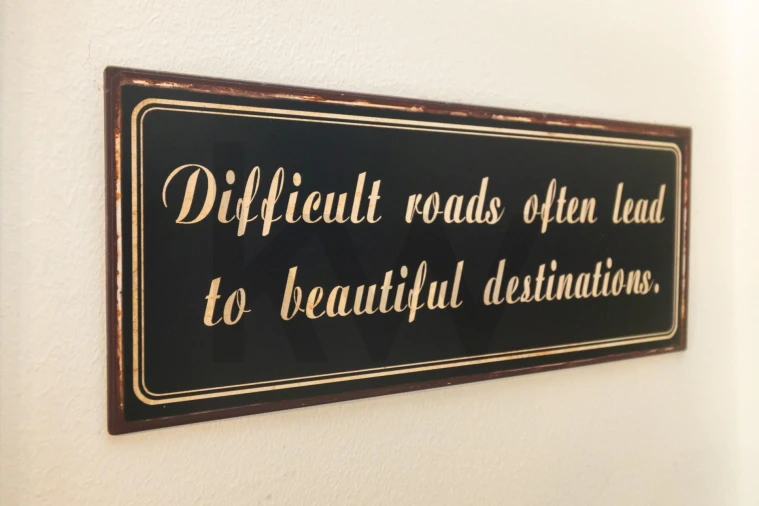 Difficult roads often lead
to beautiful destinations.